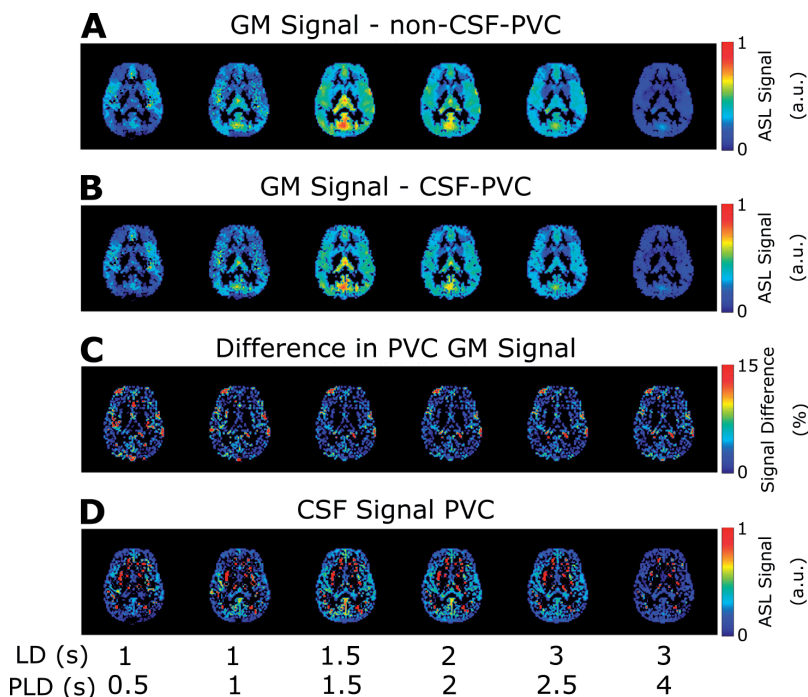 A GM Signal - non-CSF-PVC
1
ASL Signal
(a.u.)
0
B GM Signal - CSF-PVC
1
ASL Signal
(a.u.)
0
C Difference in PVC GM Signal
15
Signal Difference
(%)
0
D CSF Signal PVC
1
ASL Signal
(a.u.)
0
LD (s) 1 1 1.5 2 3 3
PLD (s) 0.5 1 1.5 2 2.5 4